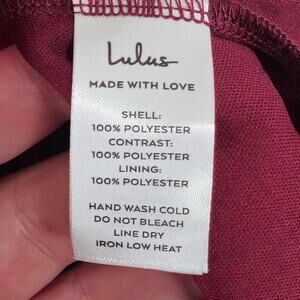 Lulus
MADE WITH LOVE
SHELL:
100% POLYESTER
CONTRAST:
100% POLYESTER
LINING:
100% POLYESTER
HAND WASH COLD
DO NOT BLEACH
LINE DRY
IRON LOW HEAT